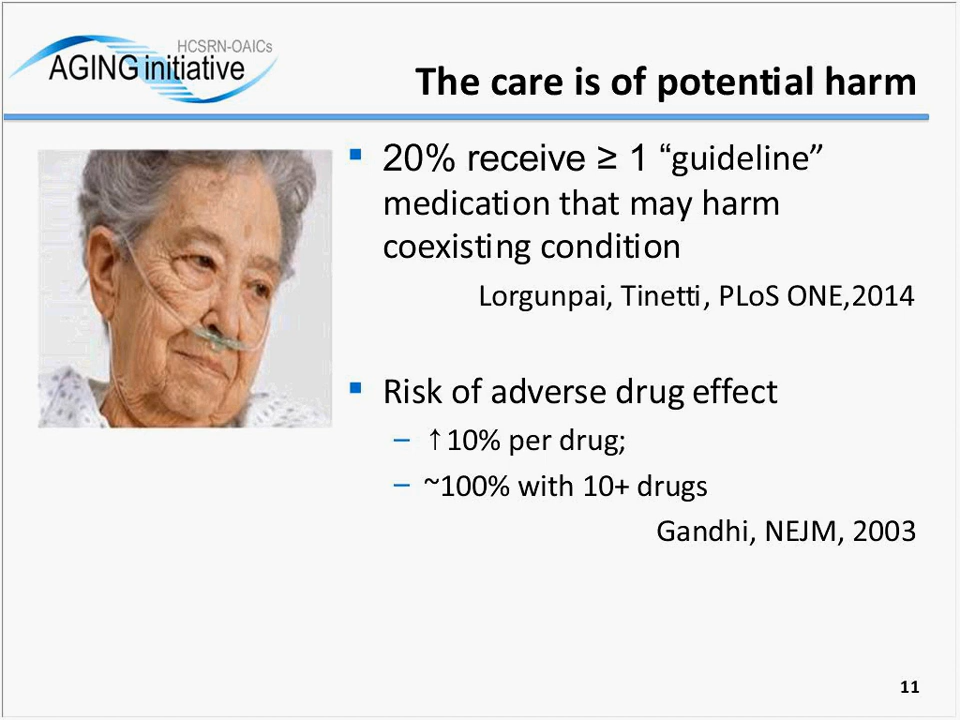 HCSRN-OAICs
AGING initiative
The care is of potential harm
▪ 20% receive ≥ 1 “guideline”
medication that may harm
coexisting condition
Lorgunpai, Tinetti, PLoS ONE,2014
▪ Risk of adverse drug effect
– ↑10% per drug;
– ~100% with 10+ drugs
Gandhi, NEJM, 2003
11